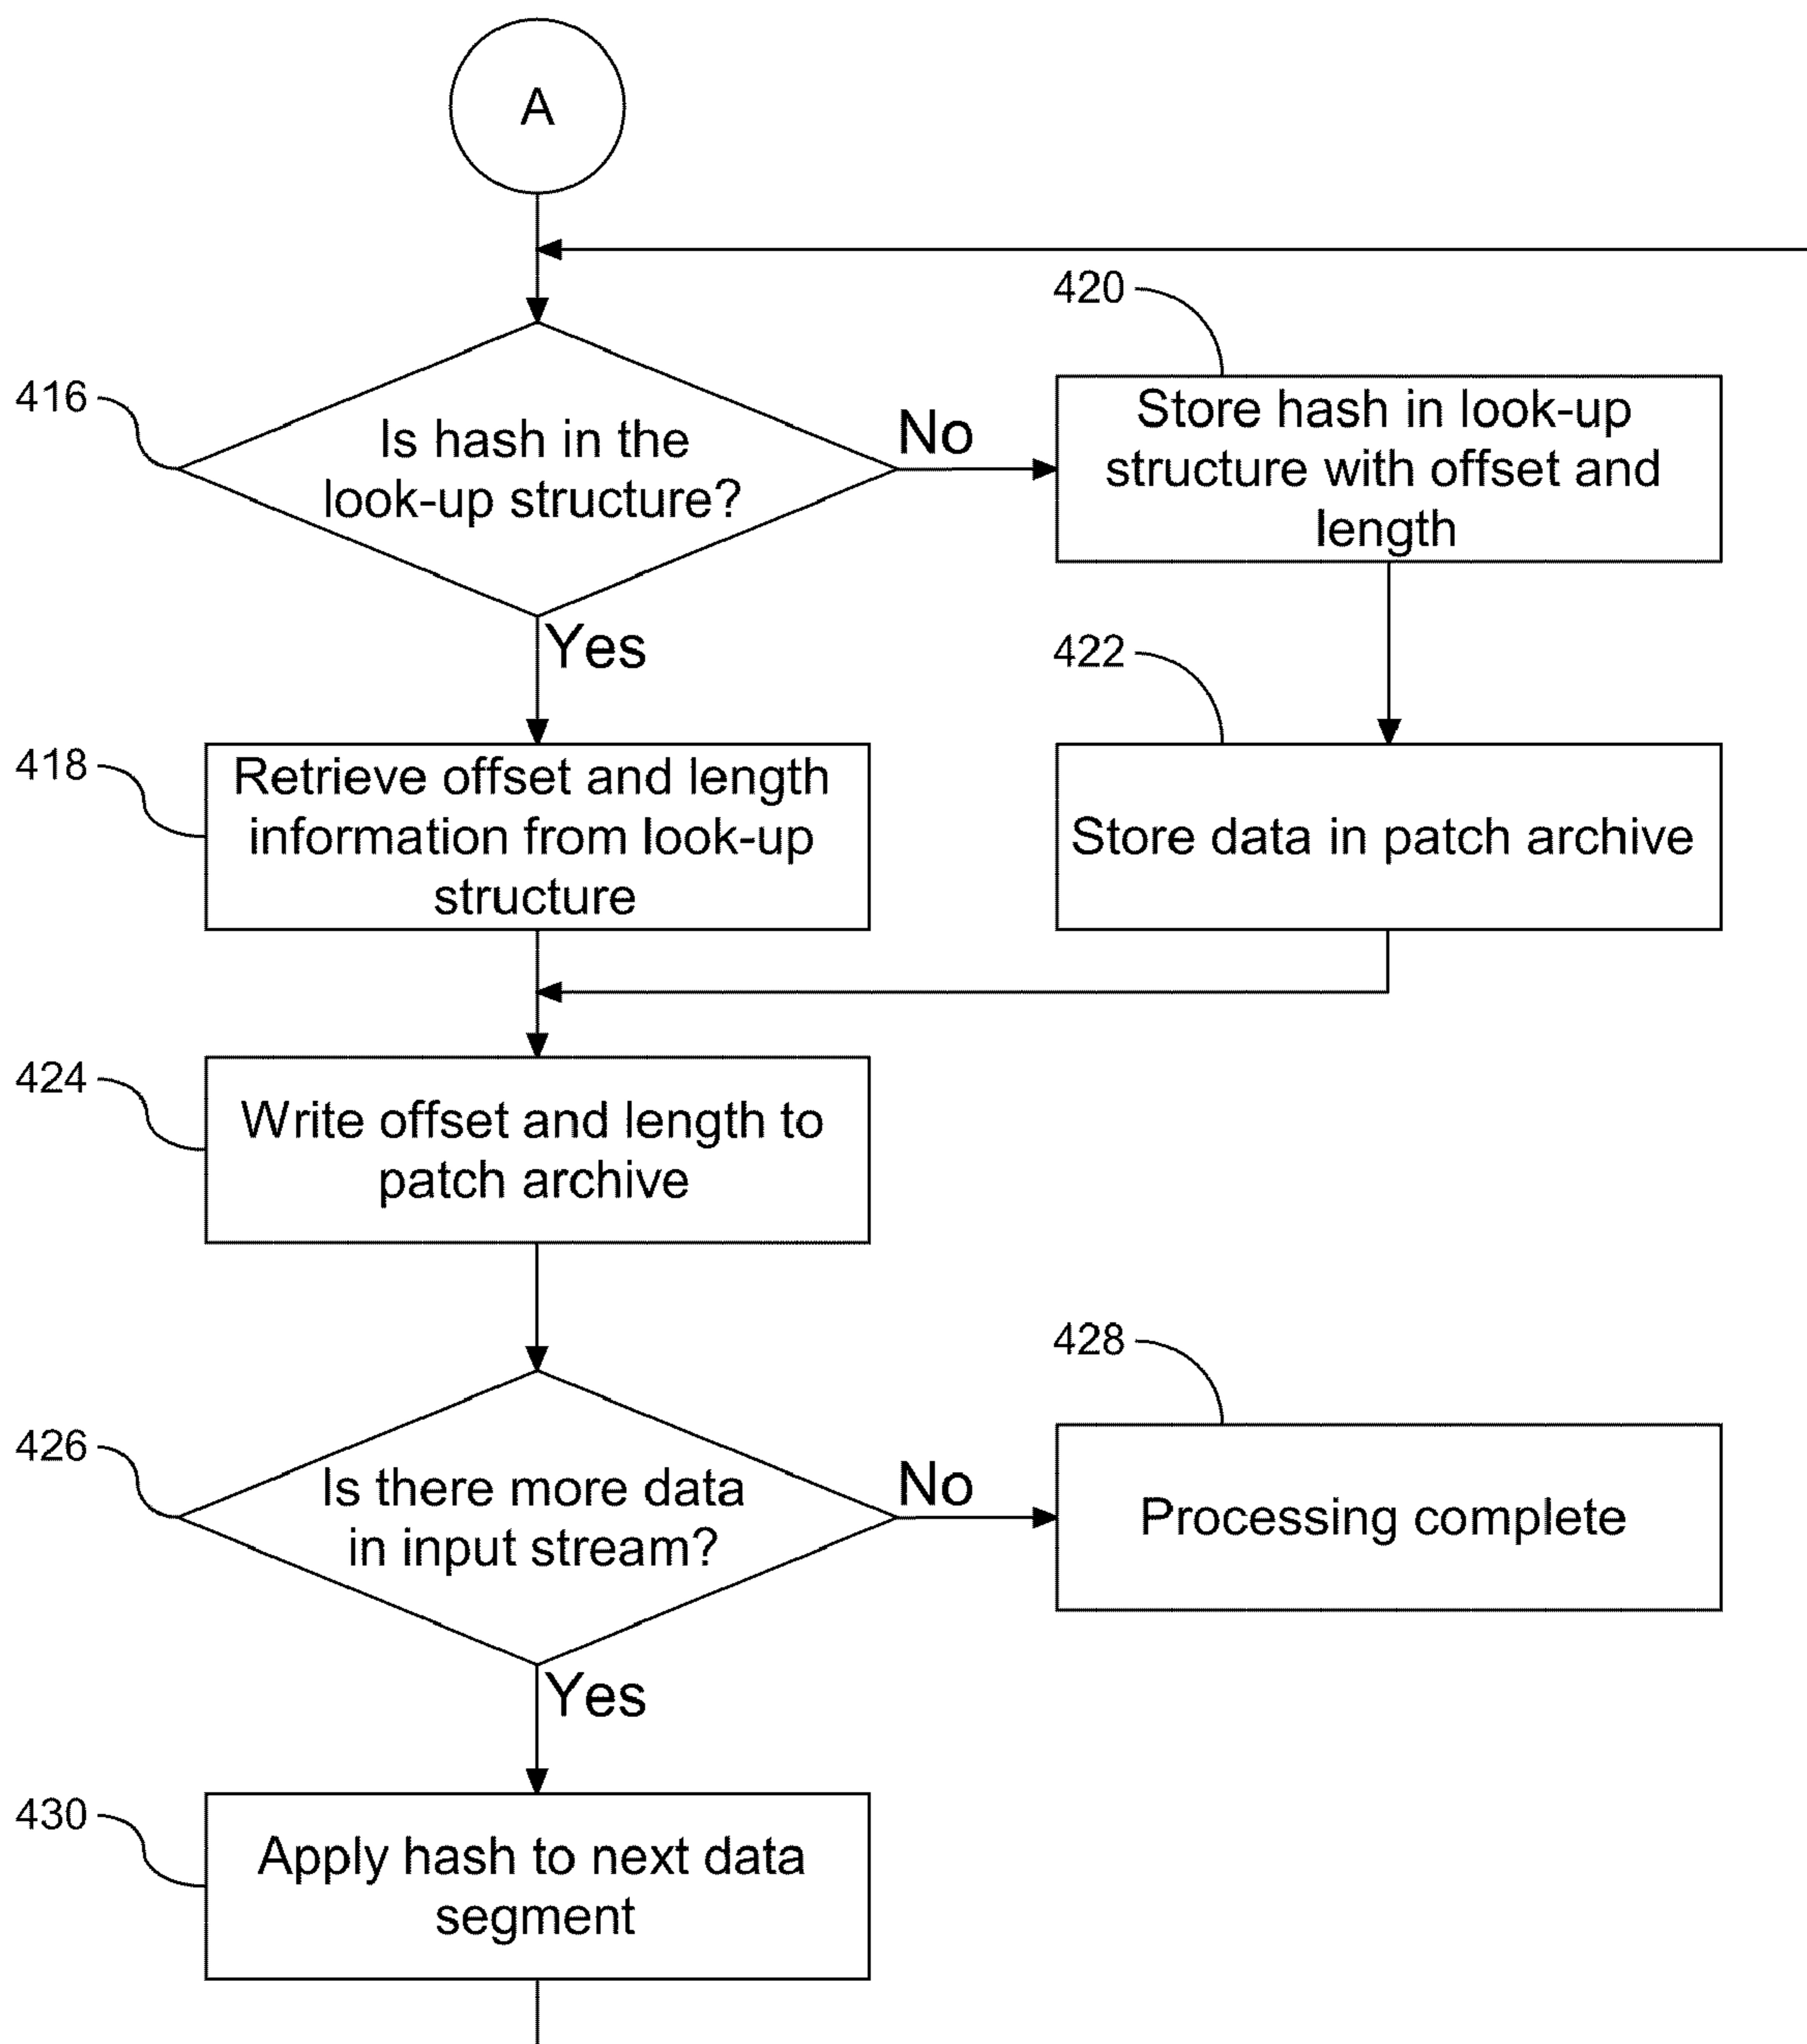 A
420
416
Is hash in the
look-up structure?
No
Store hash in look-up
structure with offset and
length
Yes
422
418
Retrieve offset and length
information from look-up
structure
Store data in patch archive
424
Write offset and length to
patch archive
428
426
Is there more data
in input stream?
No
Processing complete
Yes
430
Apply hash to next data
segment